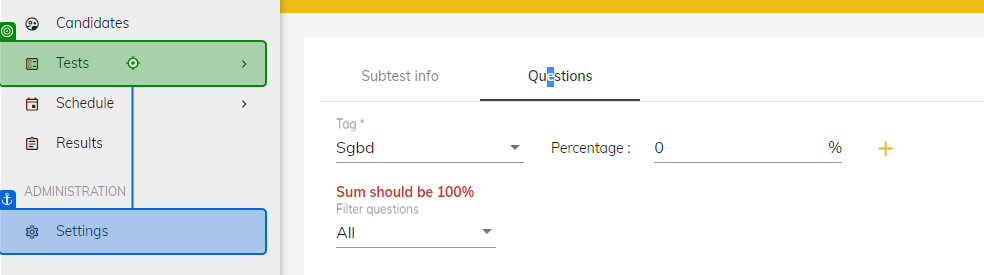 Candidates
Tests
Schedule
Results
ADMINISTRATION
Settings
Subtest info
Questions
Tag *
Sgbd
Percentage :
0
%
+
Sum should be 100%
Filter questions
All